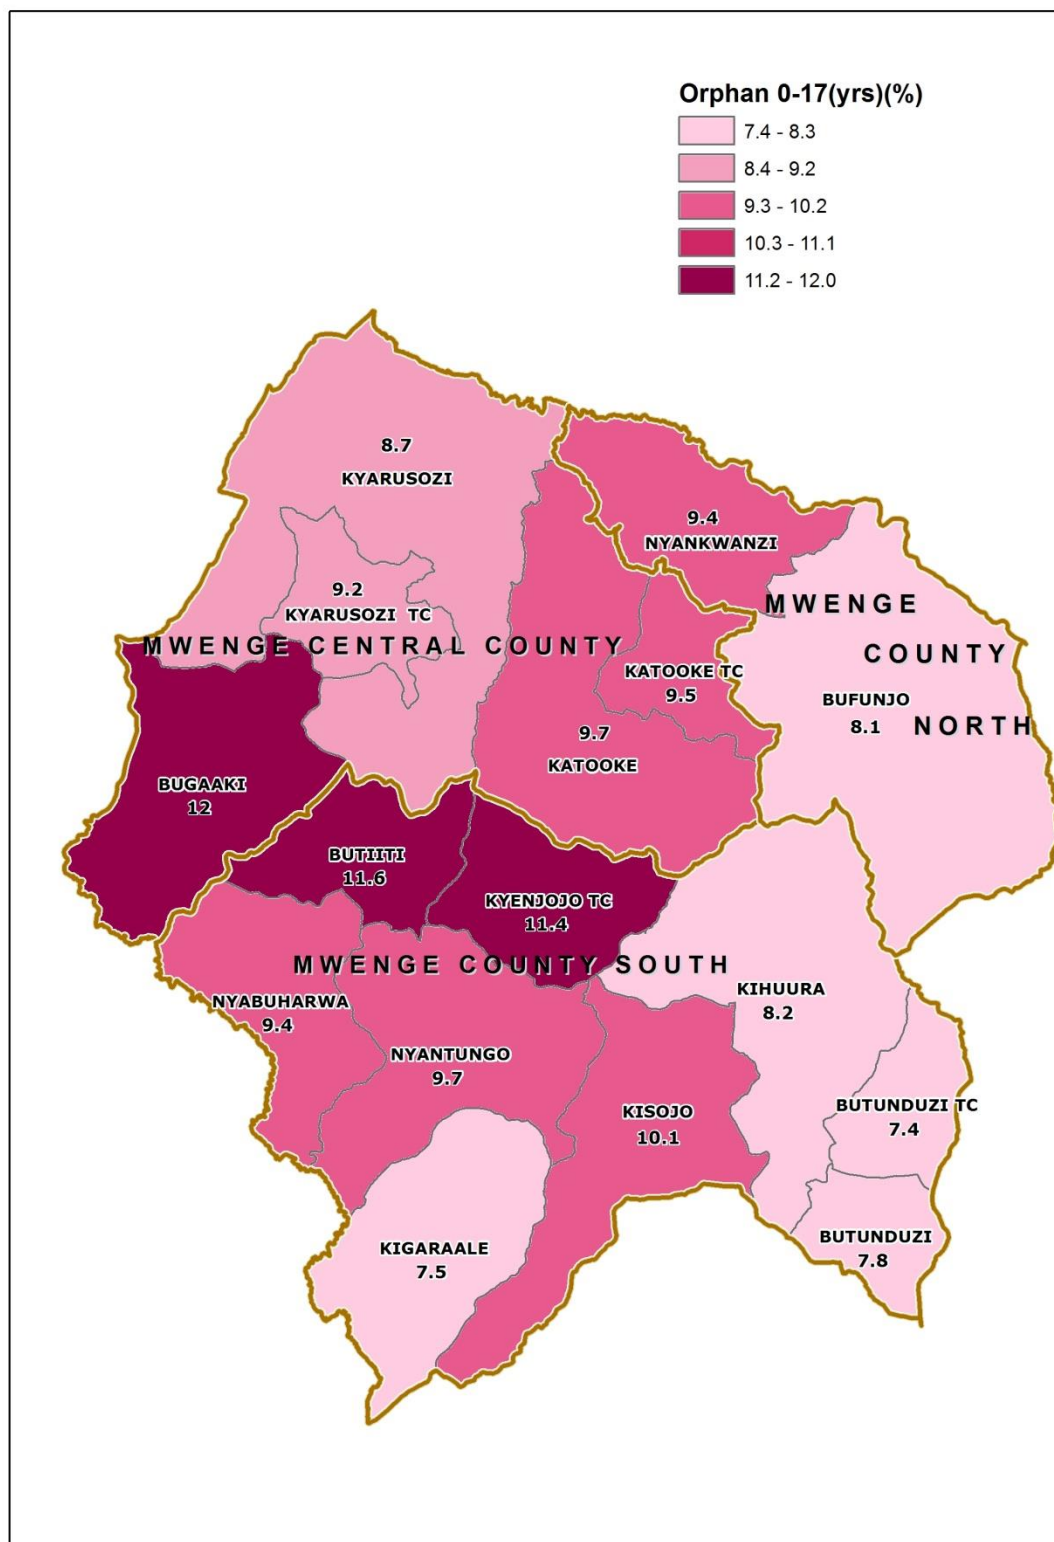 Orphan 0-17(yrs)(%)
7.4 - 8.3
8.4 - 9.2
9.3 - 10.2
10.3 - 11.1
11.2 - 12.0
8.7
KYARUSOZI
9.4
NYANKWANZI
9.2
KYARUSOZI TC
MWENGE CENTRAL COUNTY
MWENGE
COUNTY
NORTH
KATOOKE TC
9.5
BUFUNJO
8.1
9.7
KATOOKE
BUGAAKI
12
BUTIITI
11.6
KYENJOJO TC
11.4
MWENGE COUNTY SOUTH
KIHUURA
8.2
NYABUHARWA
9.4
NYANTUNGO
9.7
KISOJO
10.1
BUTUNDUZI TC
7.4
KIGARAALE
7.5
BUTUNDUZI
7.8